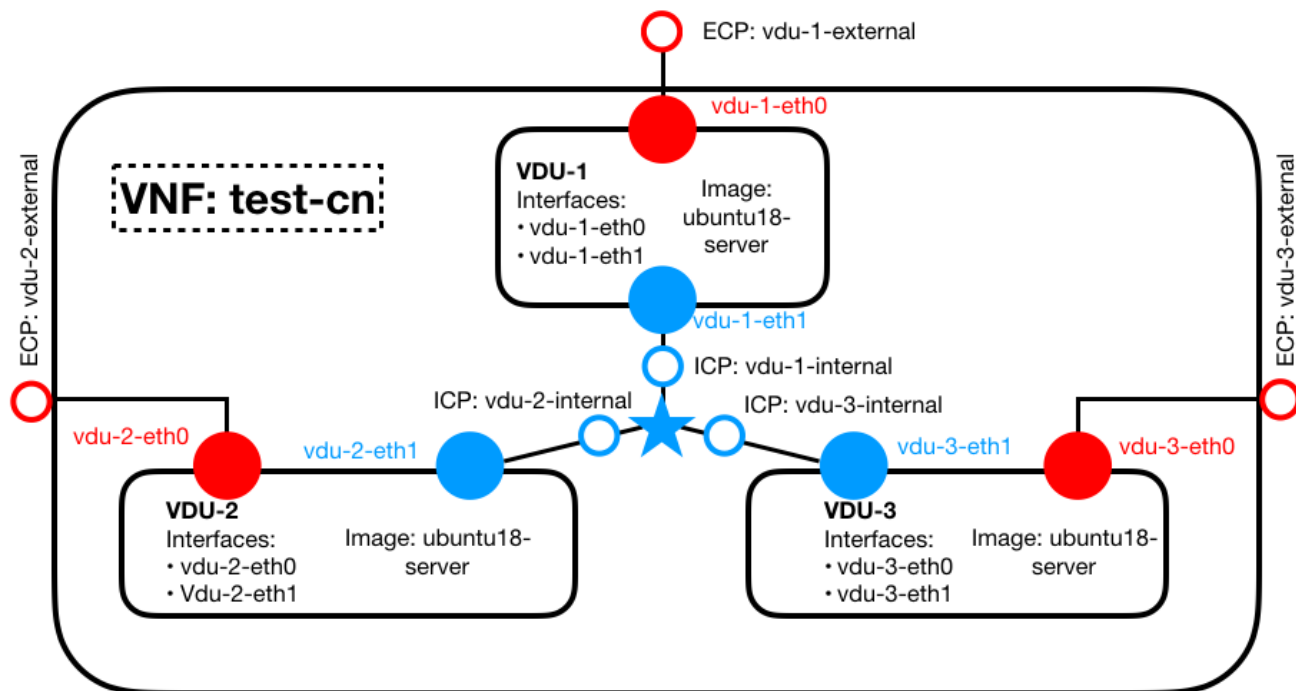 ECP: vdu-1-external
vdu-1-eth0
ECP: vdu-2-external
VNF: test-cn
VDU-1
Interfaces:
• vdu-1-eth0
• vdu-1-eth1
Image:
ubuntu18-
server
ECP: vdu-3-external
vdu-1-eth1
ICP: vdu-1-internal
ICP: vdu-2-internal
ICP: vdu-3-internal
vdu-2-eth0
vdu-2-eth1
vdu-3-eth1
vdu-3-eth0
VDU-2
Interfaces:
• vdu-2-eth0
• Vdu-2-eth1
Image: ubuntu18-
server
VDU-3
Interfaces:
• vdu-3-eth0
• vdu-3-eth1
Image: ubuntu18-
server